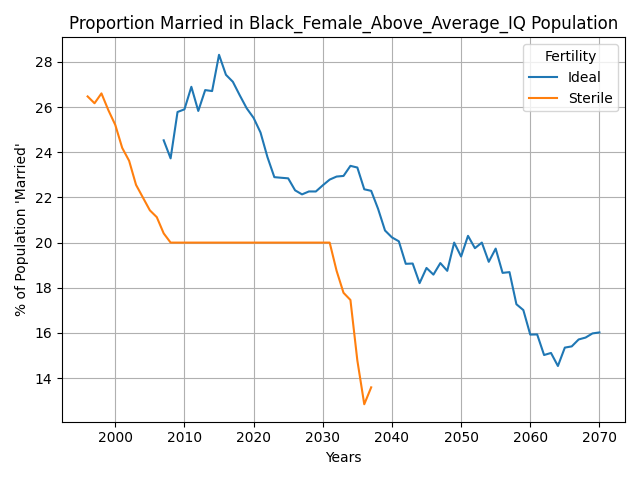 Proportion Married in Black_Female_Above_Average_IQ Population
Fertility
Ideal
Sterile
% of Population 'Married'
28
26
24
22
20
18
16
14
2000 2010 2020 2030 2040 2050 2060 2070
Years